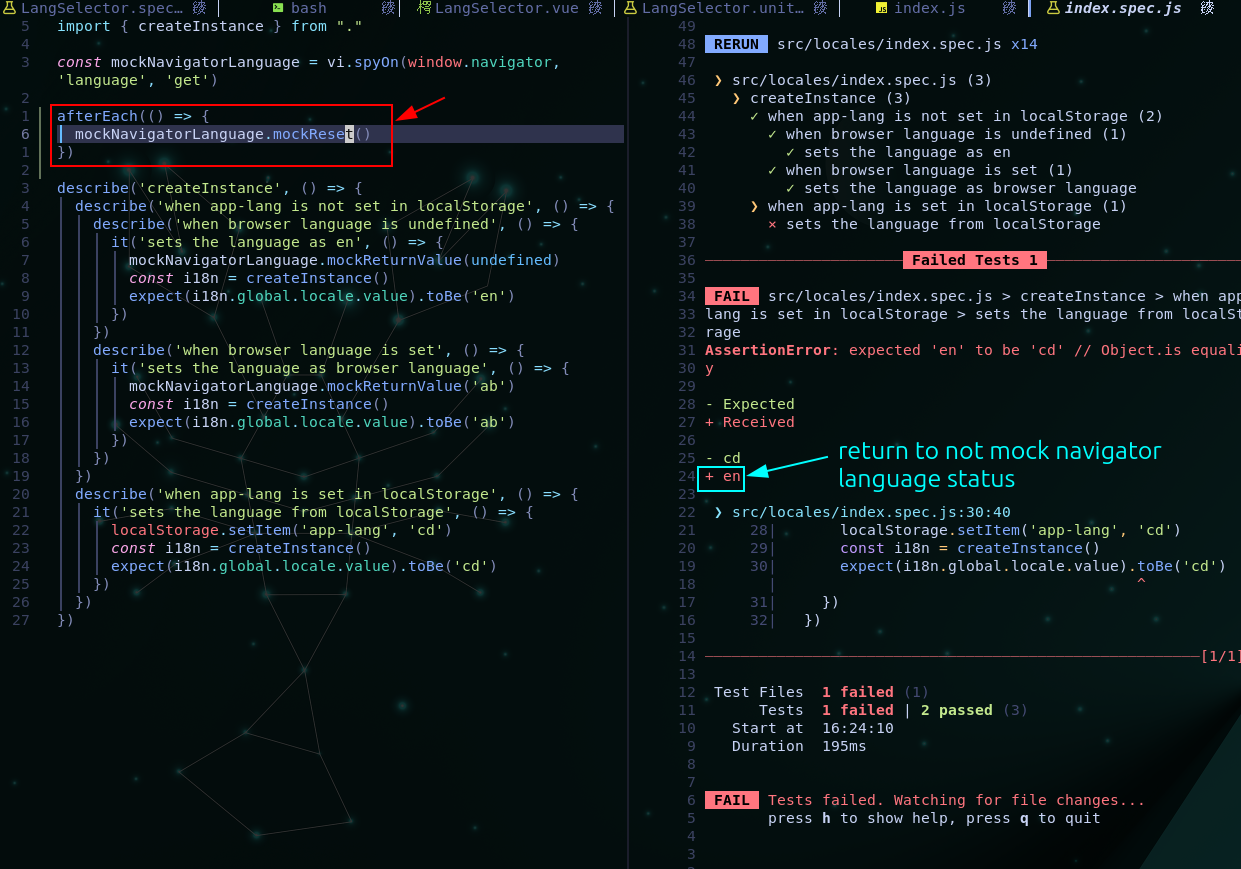 LangSelector.spec… bash LangSelector.vue LangSelector.unit… index.js index.spec.js
5 import { createInstance } from "."
4
3 const mockNavigatorLanguage = vi.spyOn(window.navigator,
'language', 'get')
2
1 afterEach(() => {
6 mockNavigatorLanguage.mockReset()
1 })
2
3 describe('createInstance', () => {
4 describe('when app-lang is not set in localStorage', () => {
5 describe('when browser language is undefined', () => {
6 it('sets the language as en', () => {
7 mockNavigatorLanguage.mockReturnValue(undefined)
8 const i18n = createInstance()
9 expect(i18n.global.locale.value).toBe('en')
10 })
11 })
12 describe('when browser language is set', () => {
13 it('sets the language as browser language', () => {
14 mockNavigatorLanguage.mockReturnValue('ab')
15 const i18n = createInstance()
16 expect(i18n.global.locale.value).toBe('ab')
17 })
18 })
19 })
20 describe('when app-lang is set in localStorage', () => {
21 it('sets the language from localStorage', () => {
22 localStorage.setItem('app-lang', 'cd')
23 const i18n = createInstance()
24 expect(i18n.global.locale.value).toBe('cd')
25 })
26 })
27 })
49
48 RERUN src/locales/index.spec.js x14
47
46 ❯ src/locales/index.spec.js (3)
45 ❯ createInstance (3)
44 ✓ when app-lang is not set in localStorage (2)
43 ✓ when browser language is undefined (1)
42 ✓ sets the language as en
41 ✓ when browser language is set (1)
40 ✓ sets the language as browser language
39 ❯ when app-lang is set in localStorage (1)
38 × sets the language from localStorage
37
36 Failed Tests 1
35
34 FAIL src/locales/index.spec.js > createInstance > when app
33 lang is set in localStorage > sets the language from localSt
32 rage
31 AssertionError: expected 'en' to be 'cd' // Object.is equali
30 y
29
28 - Expected
27 + Received
26
25 - cd
24 + en
return to not mock navigator
language status
23
22 ❯ src/locales/index.spec.js:30:40
21 28| localStorage.setItem('app-lang', 'cd')
20 29| const i18n = createInstance()
19 30| expect(i18n.global.locale.value).toBe('cd')
18 | ^
17 31| })
16 32| })
15
14 [1/1]
13
12 Test Files 1 failed (1)
11 Tests 1 failed | 2 passed (3)
10 Start at 16:24:10
9 Duration 195ms
8
7
6 FAIL Tests failed. Watching for file changes...
5 press h to show help, press q to quit
4
3